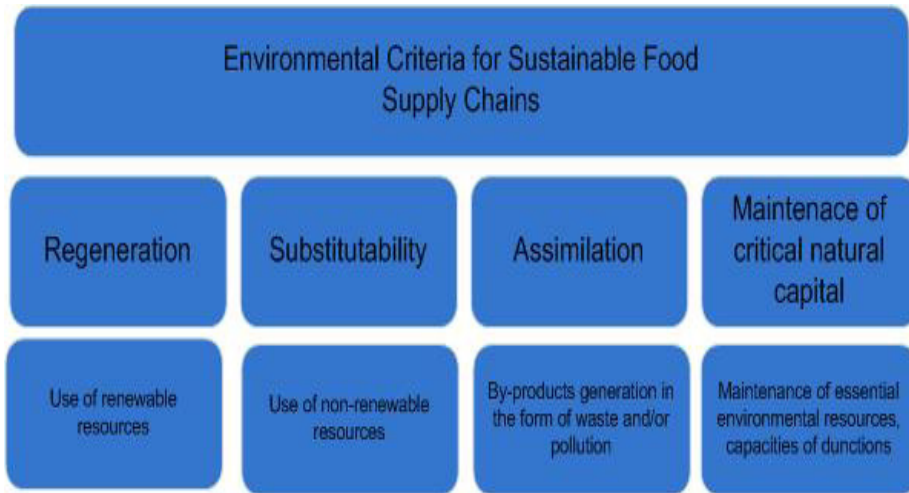 Environmental Criteria for Sustainable Food
Supply Chains
Regeneration
Substitutability
Assimilation
Maintenace of
critical natural
capital
Use of renewable
resources
Use of non-renewable
resources
By-products generation in
the form of waste and/or
pollution
Maintenance of essential
environmental resources,
capacities of dunctions